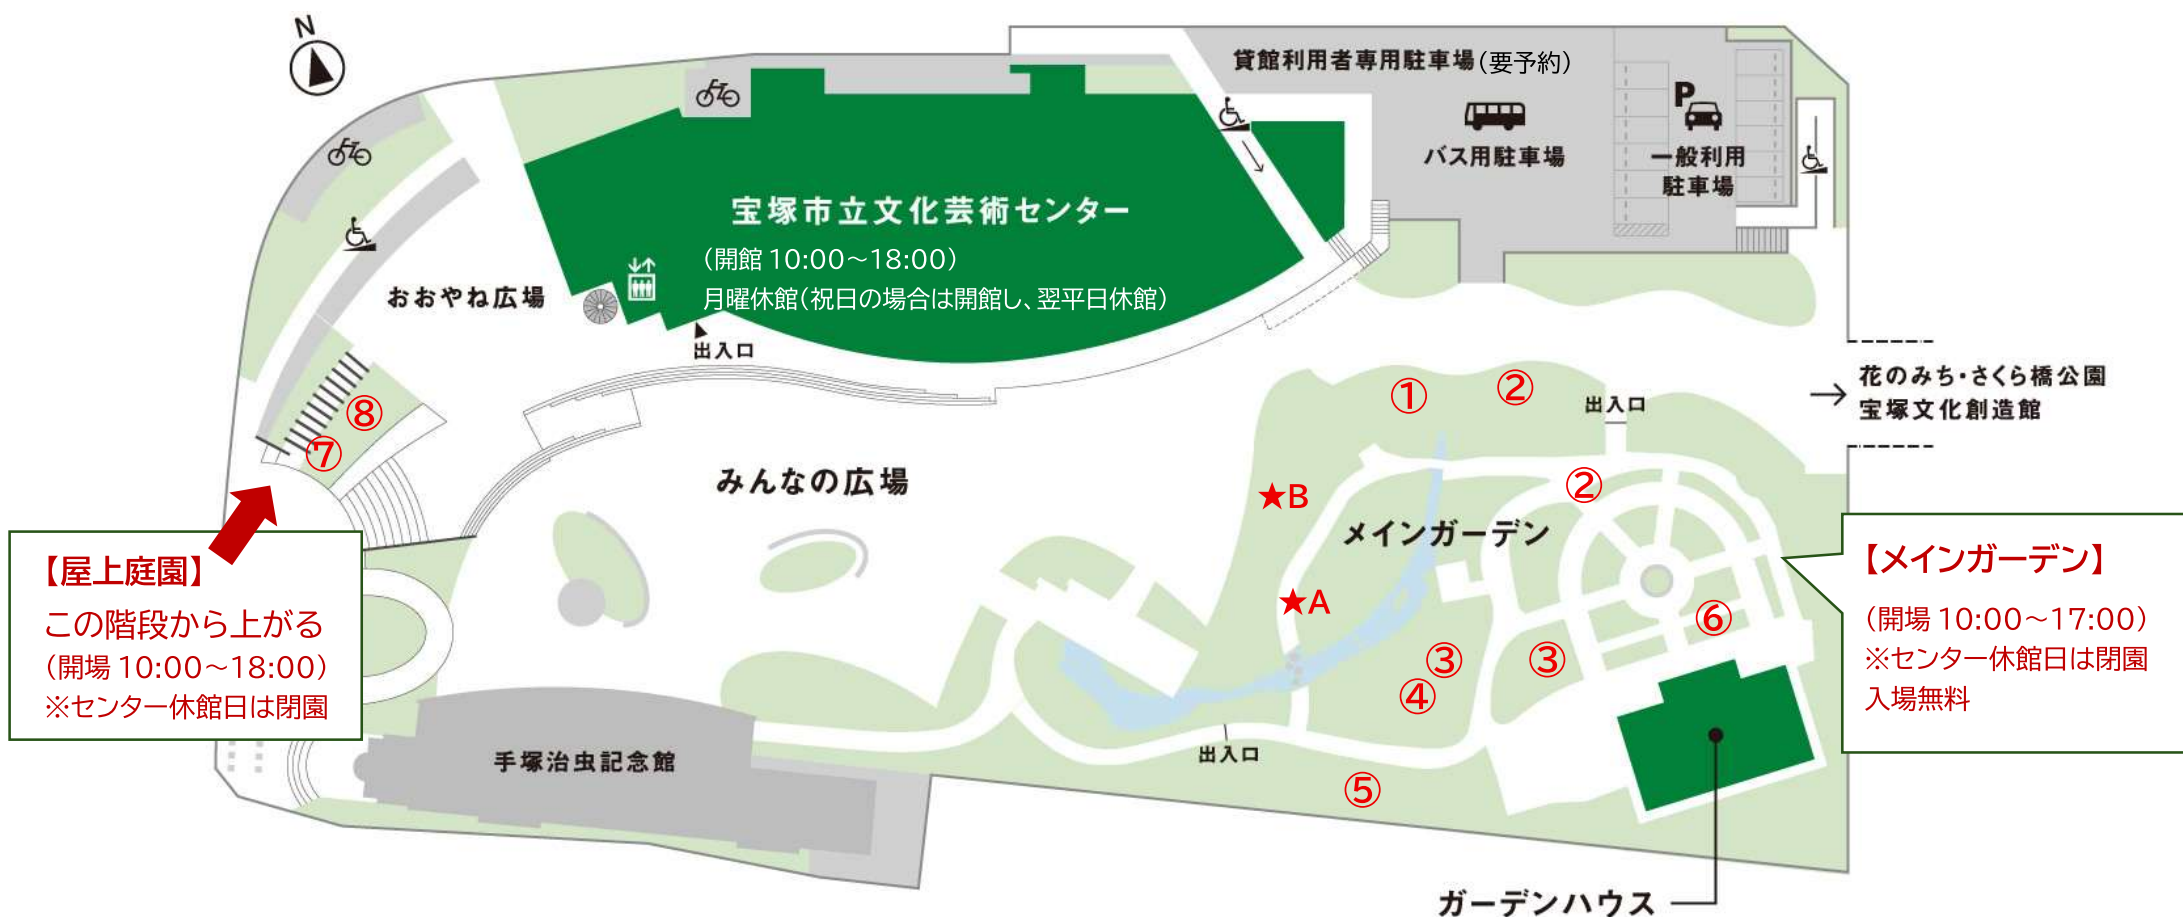 N
貸館利用者専用駐車場(要予約)
P
バス用駐車場
一般利用
駐車場
宝塚市立文化芸術センター
(開館 10:00～18:00)
月曜休館(祝日の場合は開館し、翌平日休館)
おおやね広場
出入口
花のみち・さくら橋公園
宝塚文化創造館
①
②
出入口
⑧
⑦
みんなの広場
②
★B
メインガーデン
★A
⑥
③
③
④
【屋上庭園】
この階段から上がる
(開場 10:00～18:00)
※センター休館日は閉園
【メインガーデン】
(開場 10:00～17:00)
※センター休館日は閉園
入場無料
手塚治虫記念館
出入口
⑤
ガーデンハウス